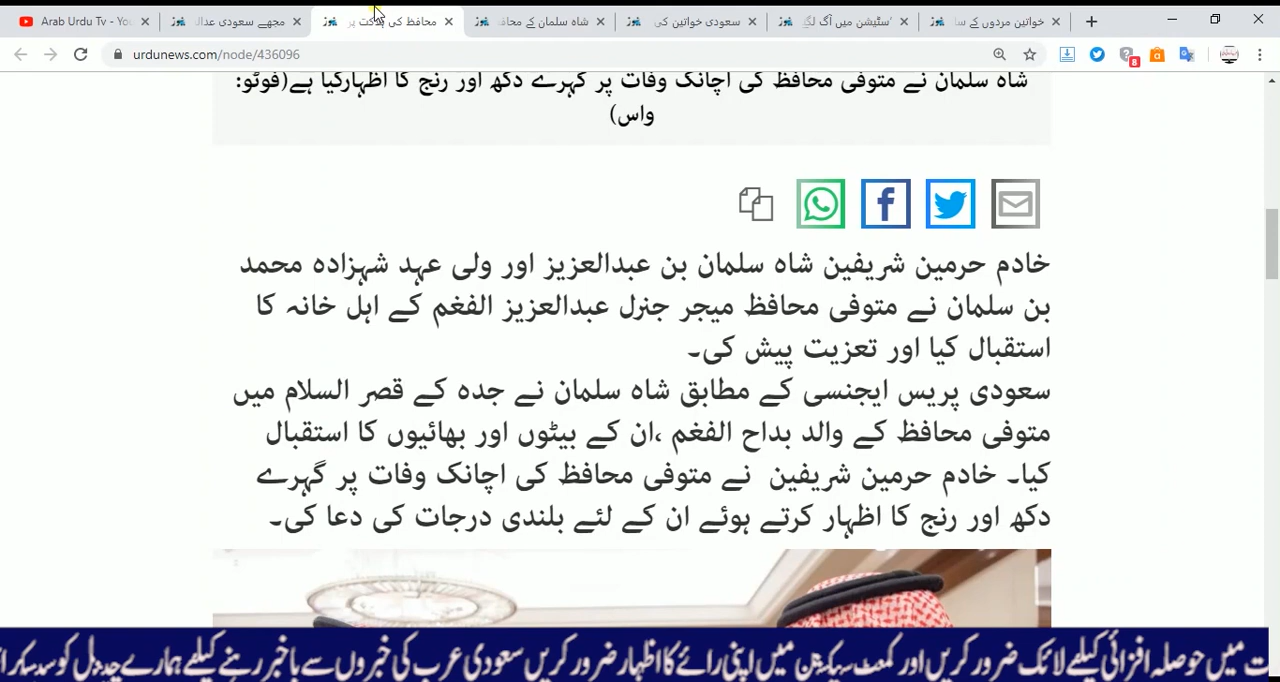 Arab Urdu Tv - You
مجھے سعودی عدال
محافظ کی ہلاکت پر
شاہ سلمان کے محاف
سعودی خواتین کی
سٹیشن میں آگ لگ
خواتین مردوں کے سا
urdunews.com/node/436096
8
شاہ سلمان نے متوفی محافظ کی اچانک وفات پر گہرے دکھ اور رنج کا اظہارکیا ہے(فوٹو:
واس)
خادم حرمین شریفین شاہ سلمان بن عبدالعزیز اور ولی عہد شہزادہ محمد
بن سلمان نے متوفی محافظ میجر جنرل عبدالعزیز الفغم کے اہل خانہ کا
استقبال کیا اور تعزیت پیش کی۔
سعودی پریس ایجنسی کے مطابق شاہ سلمان نے جدہ کے قصر السلام میں
متوفی محافظ کے والد بداح الفغم ،ان کے بیٹوں اور بھائیوں کا استقبال
کیا۔ خادم حرمین شریفین نے متوفی محافظ کی اچانک وفات پر گہرے
دکھ اور رنج کا اظہار کرتے ہوئے ان کے لئے بلندی درجات کی دعا کی۔
ت میں حوصلہ افزائی کیلئے لائک ضرور کریں اور کمنٹ سیکشن میں اپنی رائے کا اظہار ضرور کریں سعودی عرب کی خبروں سے باخبر رہنے کیلئے ہمارے چینل کو سبسکرائ